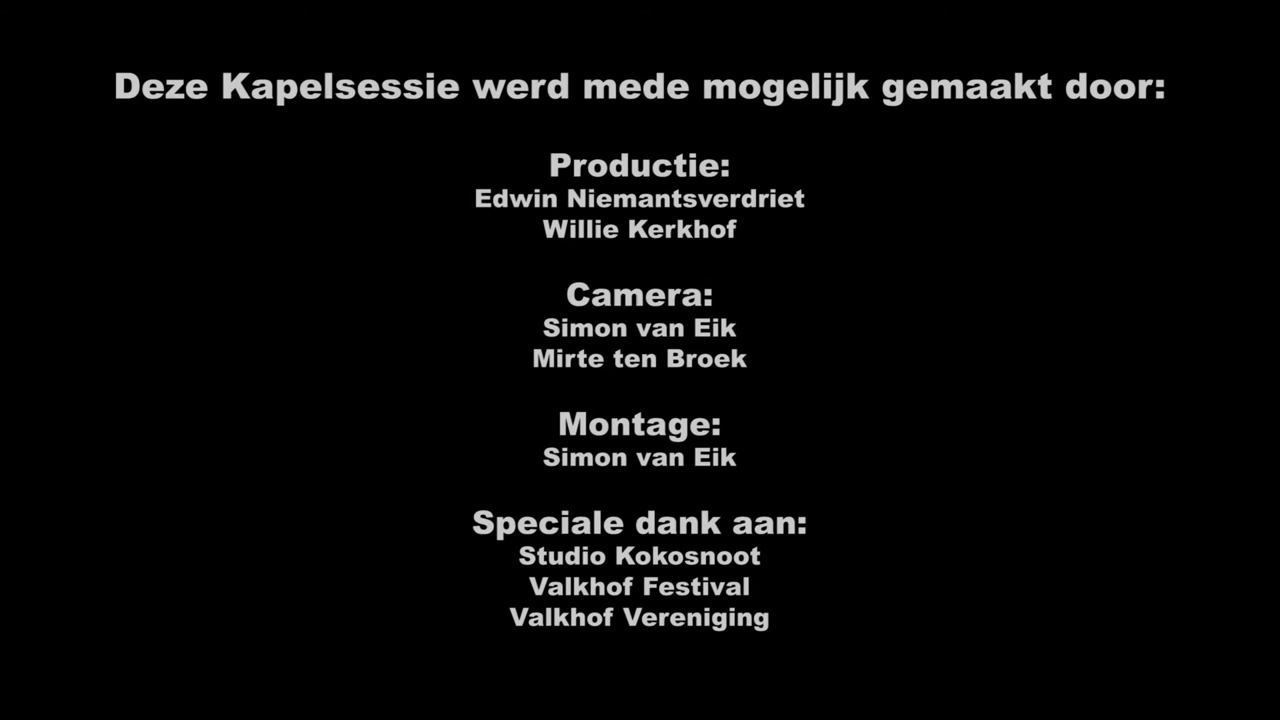 Deze Kapelsessie werd mede mogelijk gemaakt door:
Productie:
Edwin Niemantsverdriet
Willie Kerkhof
Camera:
Simon van Eik
Mirte ten Broek
Montage:
Simon van Eik
Speciale dank aan:
Studio Kokosnoot
Valkhof Festival
Valkhof Vereniging